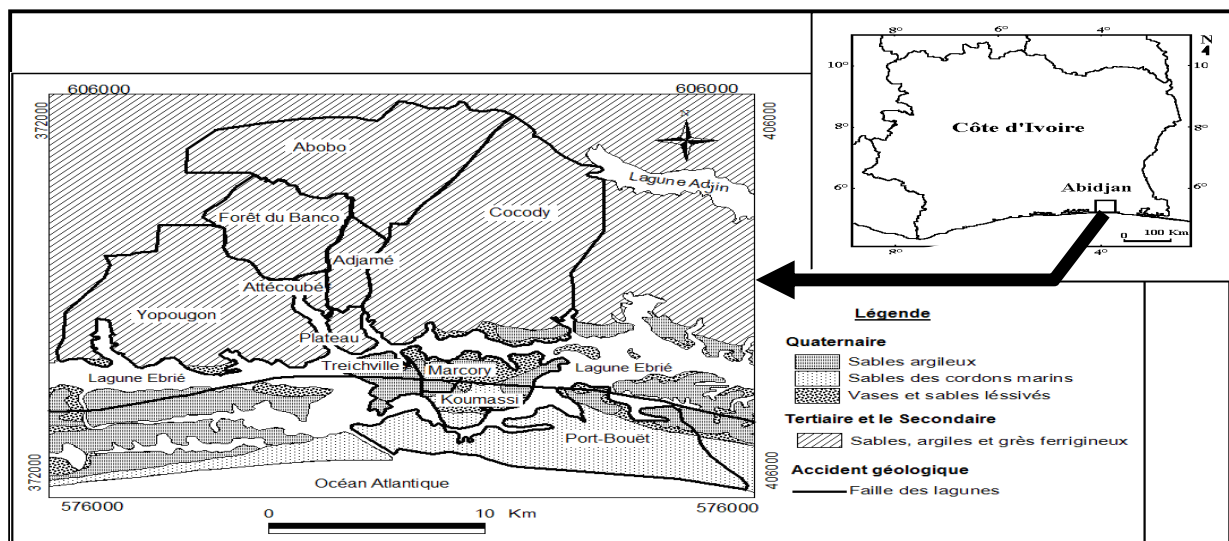 606000
606000
372000
406000
N
Abobo
Lagune Adjin
Forêt du Banco
Cocody
Adjamé
Attécoubé
Yopougon
Plateau
Treichville
Marcory
Lagune Ebrié
Lagune Ebrié
Koumassi
Port-Bouët
Océan Atlantique
372000
406000
576000
576000
0
10
Km
8°
6°
4°
N
10°
10
Côte d'Ivoire
8°
8°
6°
Abidjan
6°
0
100 Km
8°
4°
Légende
Quaternaire
Sables argileux
Sables des cordons marins
Vases et sables léssivés
Tertiaire et le Secondaire
Sables, argiles et grès ferrigineux
Accident géologique
Faille des lagunes